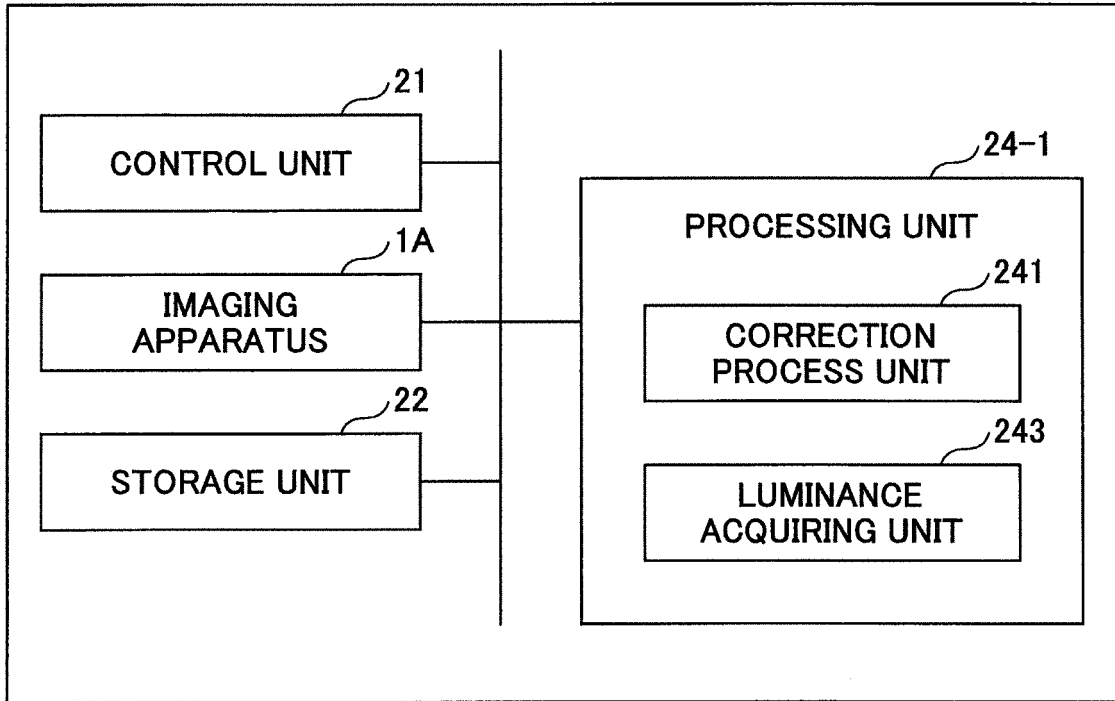 21
CONTROL UNIT
1A
IMAGING
APPARATUS
22
STORAGE UNIT
24-1
PROCESSING UNIT
241
CORRECTION
PROCESS UNIT
243
LUMINANCE
ACQUIRING UNIT